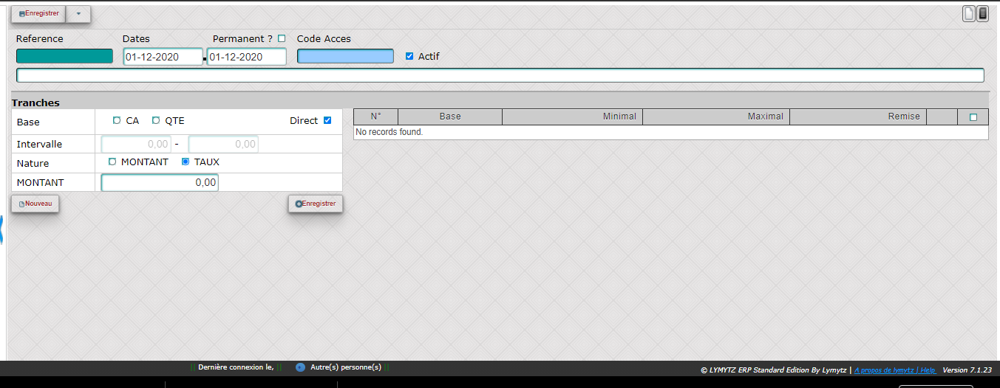 Enregistrer
Reference Dates Permanent ? Code Acces
01-12-2020 01-12-2020 Actif
Tranches
Base CA QTE Direct
Intervalle 0,00 - 0,00
Nature MONTANT TAUX
MONTANT 0,00
Nouveau Enregistrer
N° Base Minimal Maximal Remise
No records found.
|| Dernière connexion le, || Autre(s) personne(s) ||
© LYMYTZ ERP Standard Edition By Lymytz | A propos de lymytz | Help Version 7.1.23